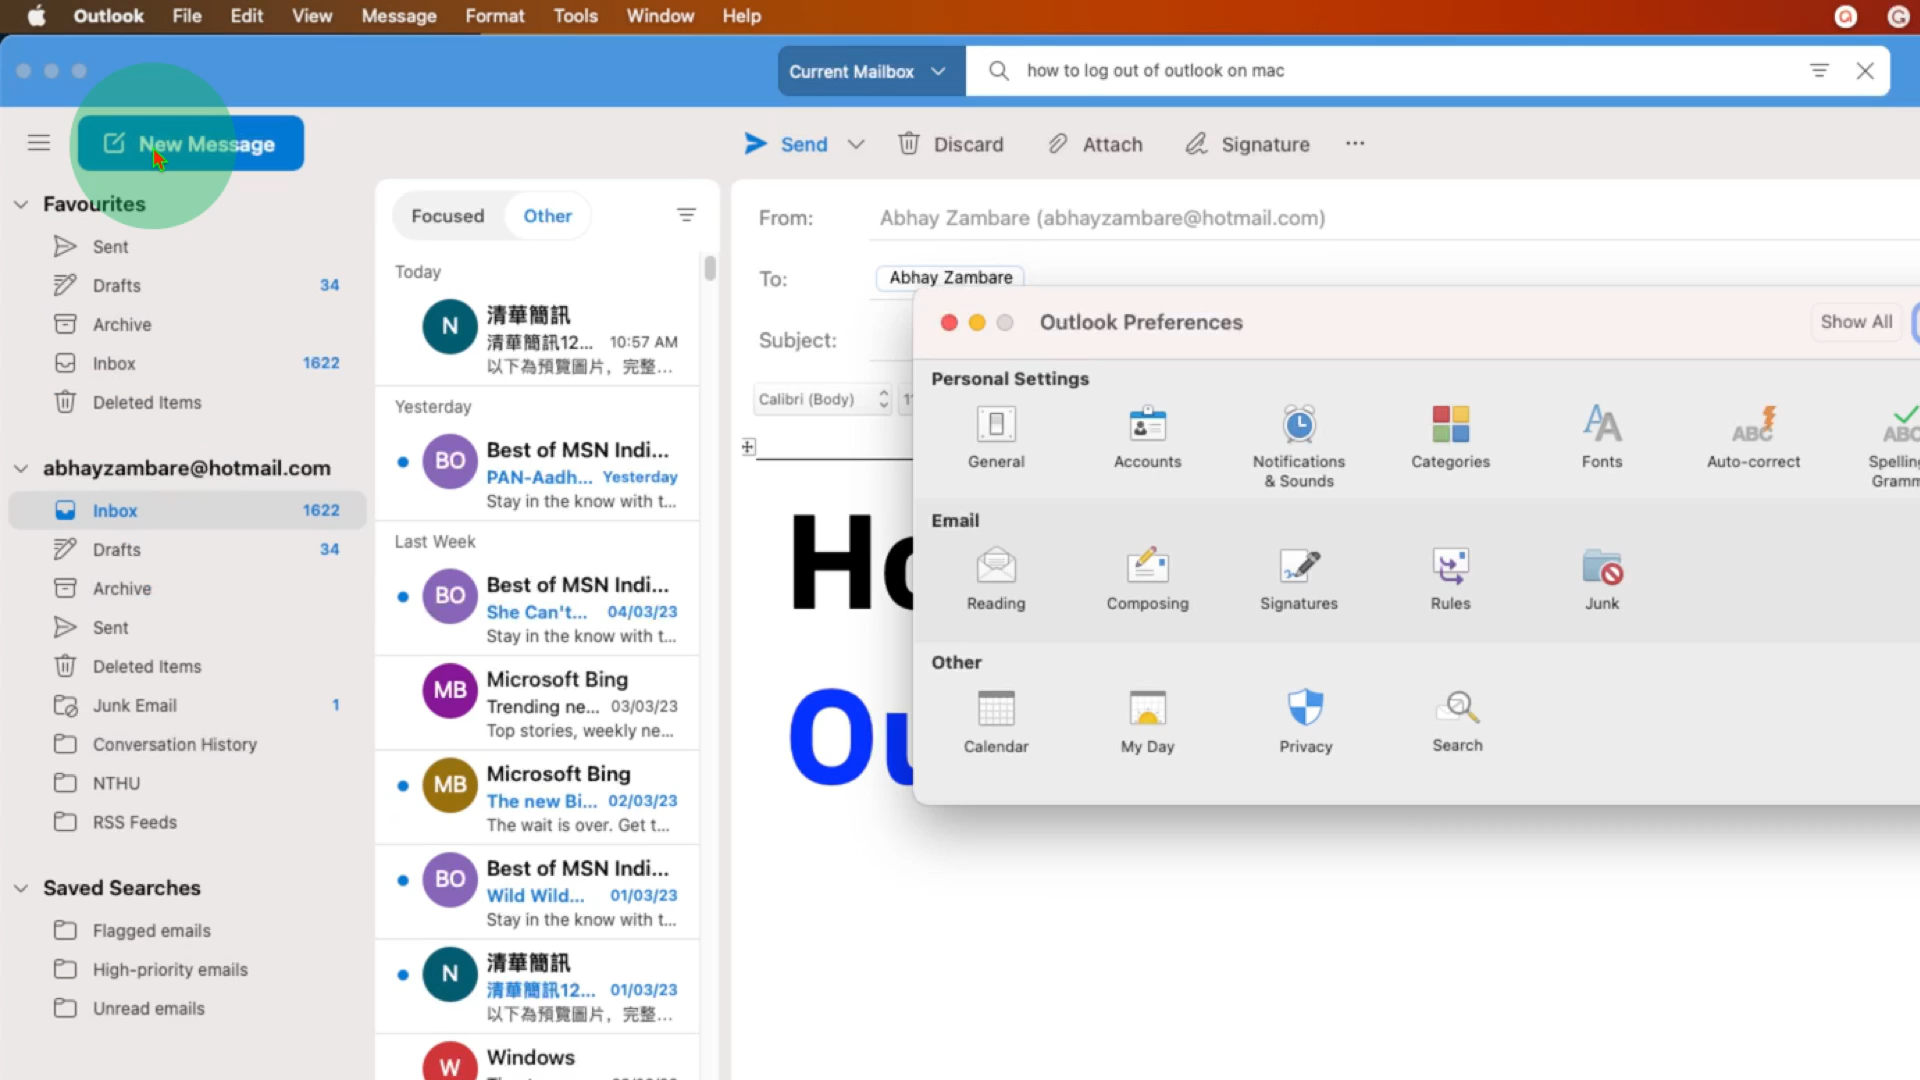 Outlook File Edit View Message Format Tools Window Help
Current Mailbox how to log out of outlook on mac
New Message Send Discard Attach Signature ...
Favourites
Sent
Drafts 34
Archive
Inbox 1622
Deleted Items
abhayzambare@hotmail.com
Inbox 1622
Drafts 34
Archive
Sent
Deleted Items
Junk Email 1
Conversation History
NTHU
RSS Feeds
Saved Searches
Flagged emails
High-priority emails
Unread emails
Focused Other
Today
N 清華簡訊
清華簡訊12... 10:57 AM
以下為預覽圖片，完整...
Yesterday
BO Best of MSN Indi...
PAN-Aadh... Yesterday
Stay in the know with t...
Last Week
BO Best of MSN Indi...
She Can't... 04/03/23
Stay in the know with t...
MB Microsoft Bing
Trending ne... 03/03/23
Top stories, weekly ne...
MB Microsoft Bing
The new Bi... 02/03/23
The wait is over. Get t...
BO Best of MSN Indi...
Wild Wild... 01/03/23
Stay in the know with t...
N 清華簡訊
清華簡訊12... 01/03/23
以下為預覽圖片，完整...
W Windows
From: Abhay Zambare (abhayzambare@hotmail.com)
To: Abhay Zambare
Subject:
Calibri (Body)
Ho
Ou
Outlook Preferences Show All
Personal Settings
General Accounts Notifications & Sounds Categories Fonts Auto-correct
Email
Reading Composing Signatures Rules Junk
Other
Calendar My Day Privacy Search